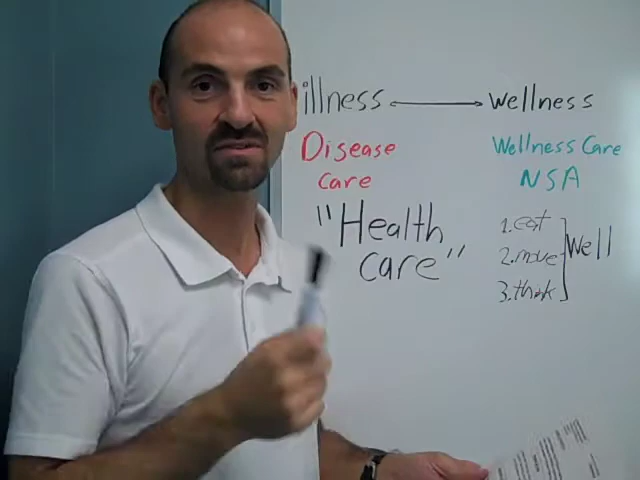 illness ←→ wellness
Disease Wellness Care
care NSA
"Health
care"
1. eat
2. move Well
3. think